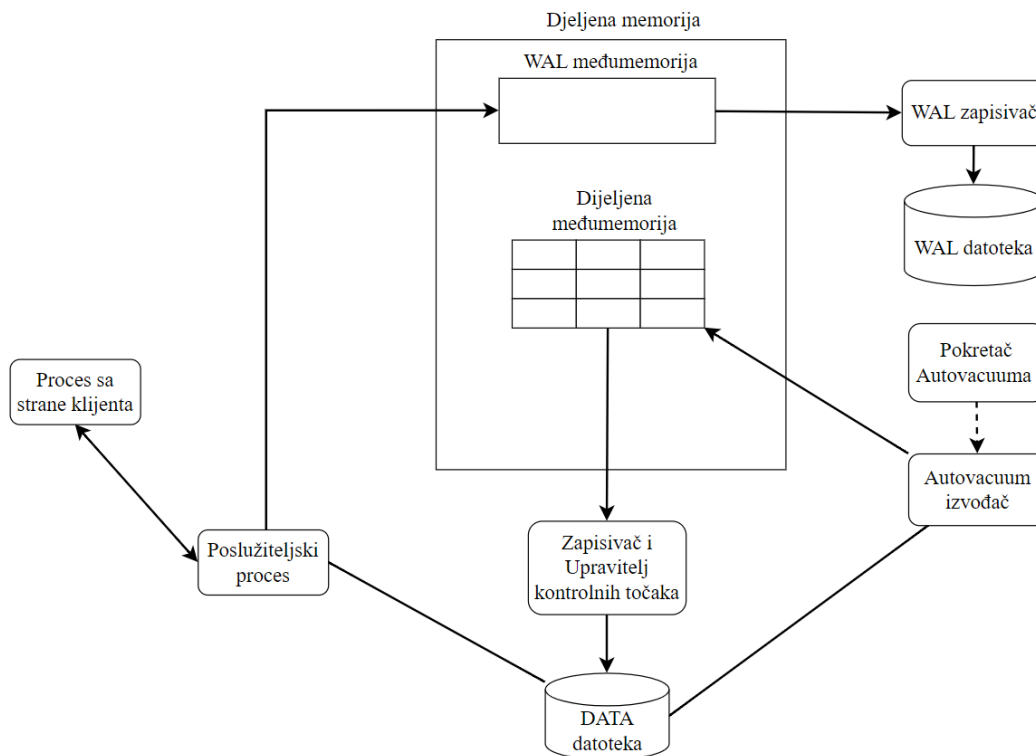 Djeljena memorija
WAL međumemorija
WAL zapisivač
WAL datoteka
Dijeljena
međumemorija
Pokretač
Autovacuuma
Proces sa
strane klijenta
Autovacuum
izvođač
Poslužiteljski
proces
Zapisivač i
Upravitelj
kontrolnih točaka
DATA
datoteka